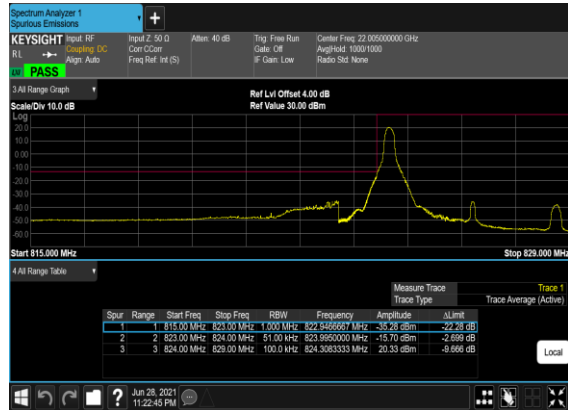 Spectrum Analyzer 1
Spurious Emissions
KEYSIGHT Input: RF Input Z: 50 Ω Atten: 40 dB Trig: Free Run Center Freq: 22.005000000 GHz
RL Coupling: DC Corr CCorr Gate: Off Avg|Hold: 1000/1000
Align: Auto Freq Ref: Int (S) IF Gain: Low Radio Std: None
PASS
3 All Range Graph
Ref Lvl Offset 4.00 dB
Scale/Div 10.0 dB Ref Value 30.00 dBm
Log
20.0
10.0
0.00
-10.0
-20.0
-30.0
-40.0
-50.0
-60.0
Start 815.000 MHz Stop 829.000 MHz
4 All Range Table
Measure Trace Trace 1
Trace Type Trace Average (Active)
Spur Range Start Freq Stop Freq RBW Frequency Amplitude ΔLimit
1 1 815.00 MHz 823.00 MHz 1.000 MHz 822.9466667 MHz -35.28 dBm -22.28 dB
2 2 823.00 MHz 824.00 MHz 51.00 kHz 823.9950000 MHz -15.70 dBm -2.699 dB
3 3 824.00 MHz 829.00 MHz 100.0 kHz 824.3083333 MHz 20.33 dBm -9.666 dB
Local
? Jun 28, 2021
11:22:45 PM